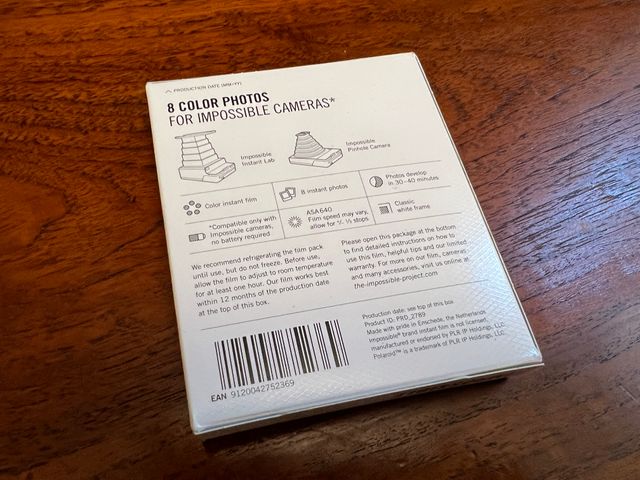 PRODUCTION DATE (MM/YY)
8 COLOR PHOTOS
FOR IMPOSSIBLE CAMERAS*
Impossible
Instant Lab
Impossible
Pinhole Camera
Color instant film
8 instant photos
Photos develop
in 30–40 minutes
*Compatible only with
Impossible cameras,
no battery required
ASA 640
Film speed may vary,
allow for +/- 1/3 stops
Classic
white frame
We recommend refrigerating the film pack
until use, but do not freeze. Before use,
allow the film to adjust to room temperature
for at least one hour. Our film works best
within 12 months of the production date
at the top of this box.
Please open this package at the bottom
to find detailed instructions on how to
use this film, helpful tips and our limited
warranty. For more on our film, cameras
and many accessories, visit us online at
the-impossible-project.com
EAN 9120042752369
Production date: see top of this box
Product ID: PRD_2789
Made with pride in Enschede, the Netherlands
Impossible® brand instant film is not licensed,
manufactured or endorsed by PLR IP Holdings, LLC.
Polaroid™ is a trademark of PLR IP Holdings, LLC.